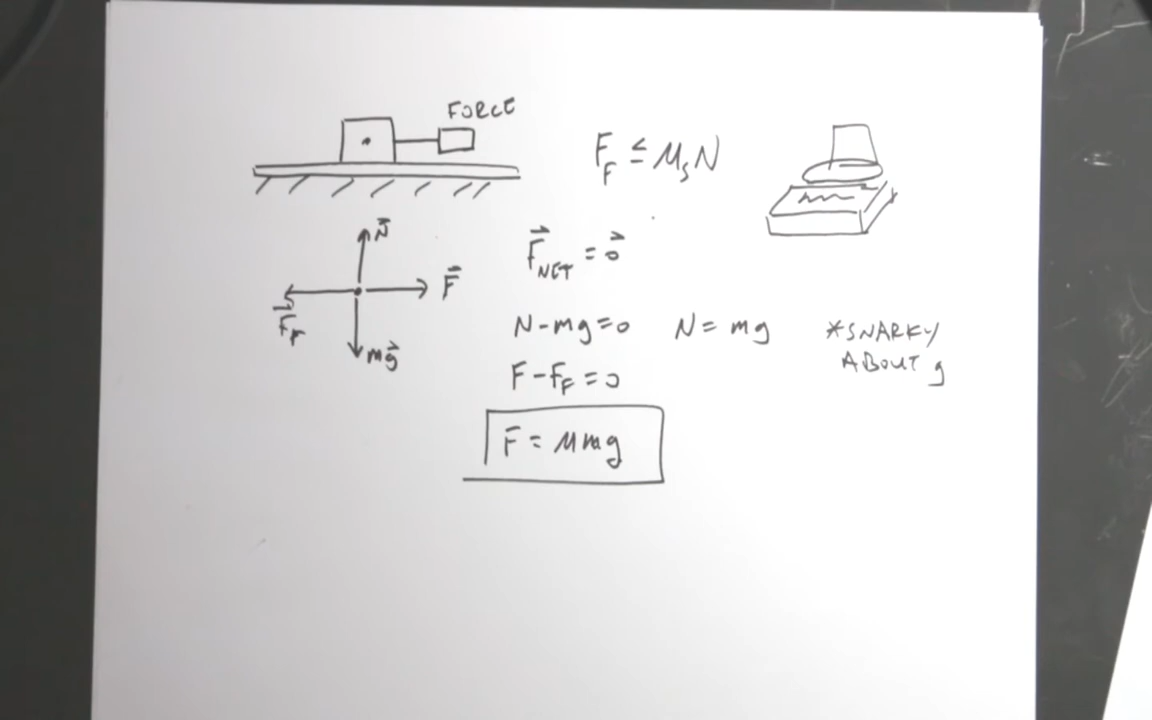 FORCE
F_F ≤ μ_s N
N⃗
F⃗
F⃗_F
mg⃗
F⃗_NET = 0⃗
N - mg = 0    N = mg
*SNARKY
ABOUT g
F - F_F = 0
F = μmg